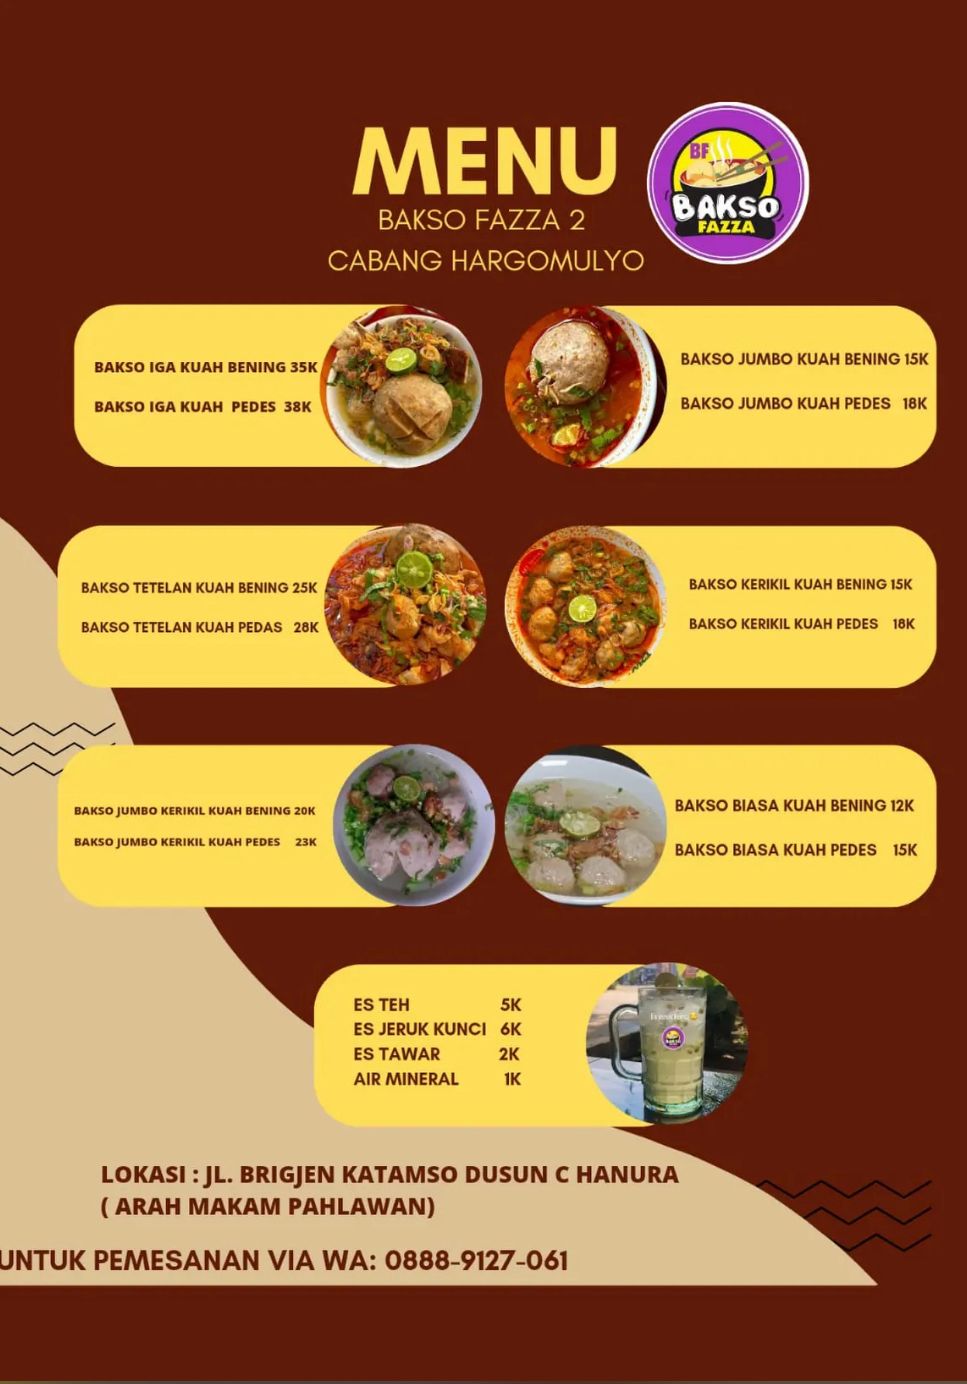 MENU
BAKSO FAZZA 2
CABANG HARGOMULYO
BF
BAKSO
FAZZA
BAKSO IGA KUAH BENING 35K
BAKSO IGA KUAH PEDES 38K
BAKSO JUMBO KUAH BENING 15K
BAKSO JUMBO KUAH PEDES 18K
BAKSO TETELAN KUAH BENING 25K
BAKSO TETELAN KUAH PEDAS 28K
BAKSO KERIKIL KUAH BENING 15K
BAKSO KERIKIL KUAH PEDES 18K
BAKSO JUMBO KERIKIL KUAH BENING 20K
BAKSO JUMBO KERIKIL KUAH PEDES 23K
BAKSO BIASA KUAH BENING 12K
BAKSO BIASA KUAH PEDES 15K
ES TEH 5K
ES JERUK KUNCI 6K
ES TAWAR 2K
AIR MINERAL 1K
LOKASI : JL. BRIGJEN KATAMSO DUSUN C HANURA
( ARAH MAKAM PAHLAWAN)
UNTUK PEMESANAN VIA WA: 0888-9127-061